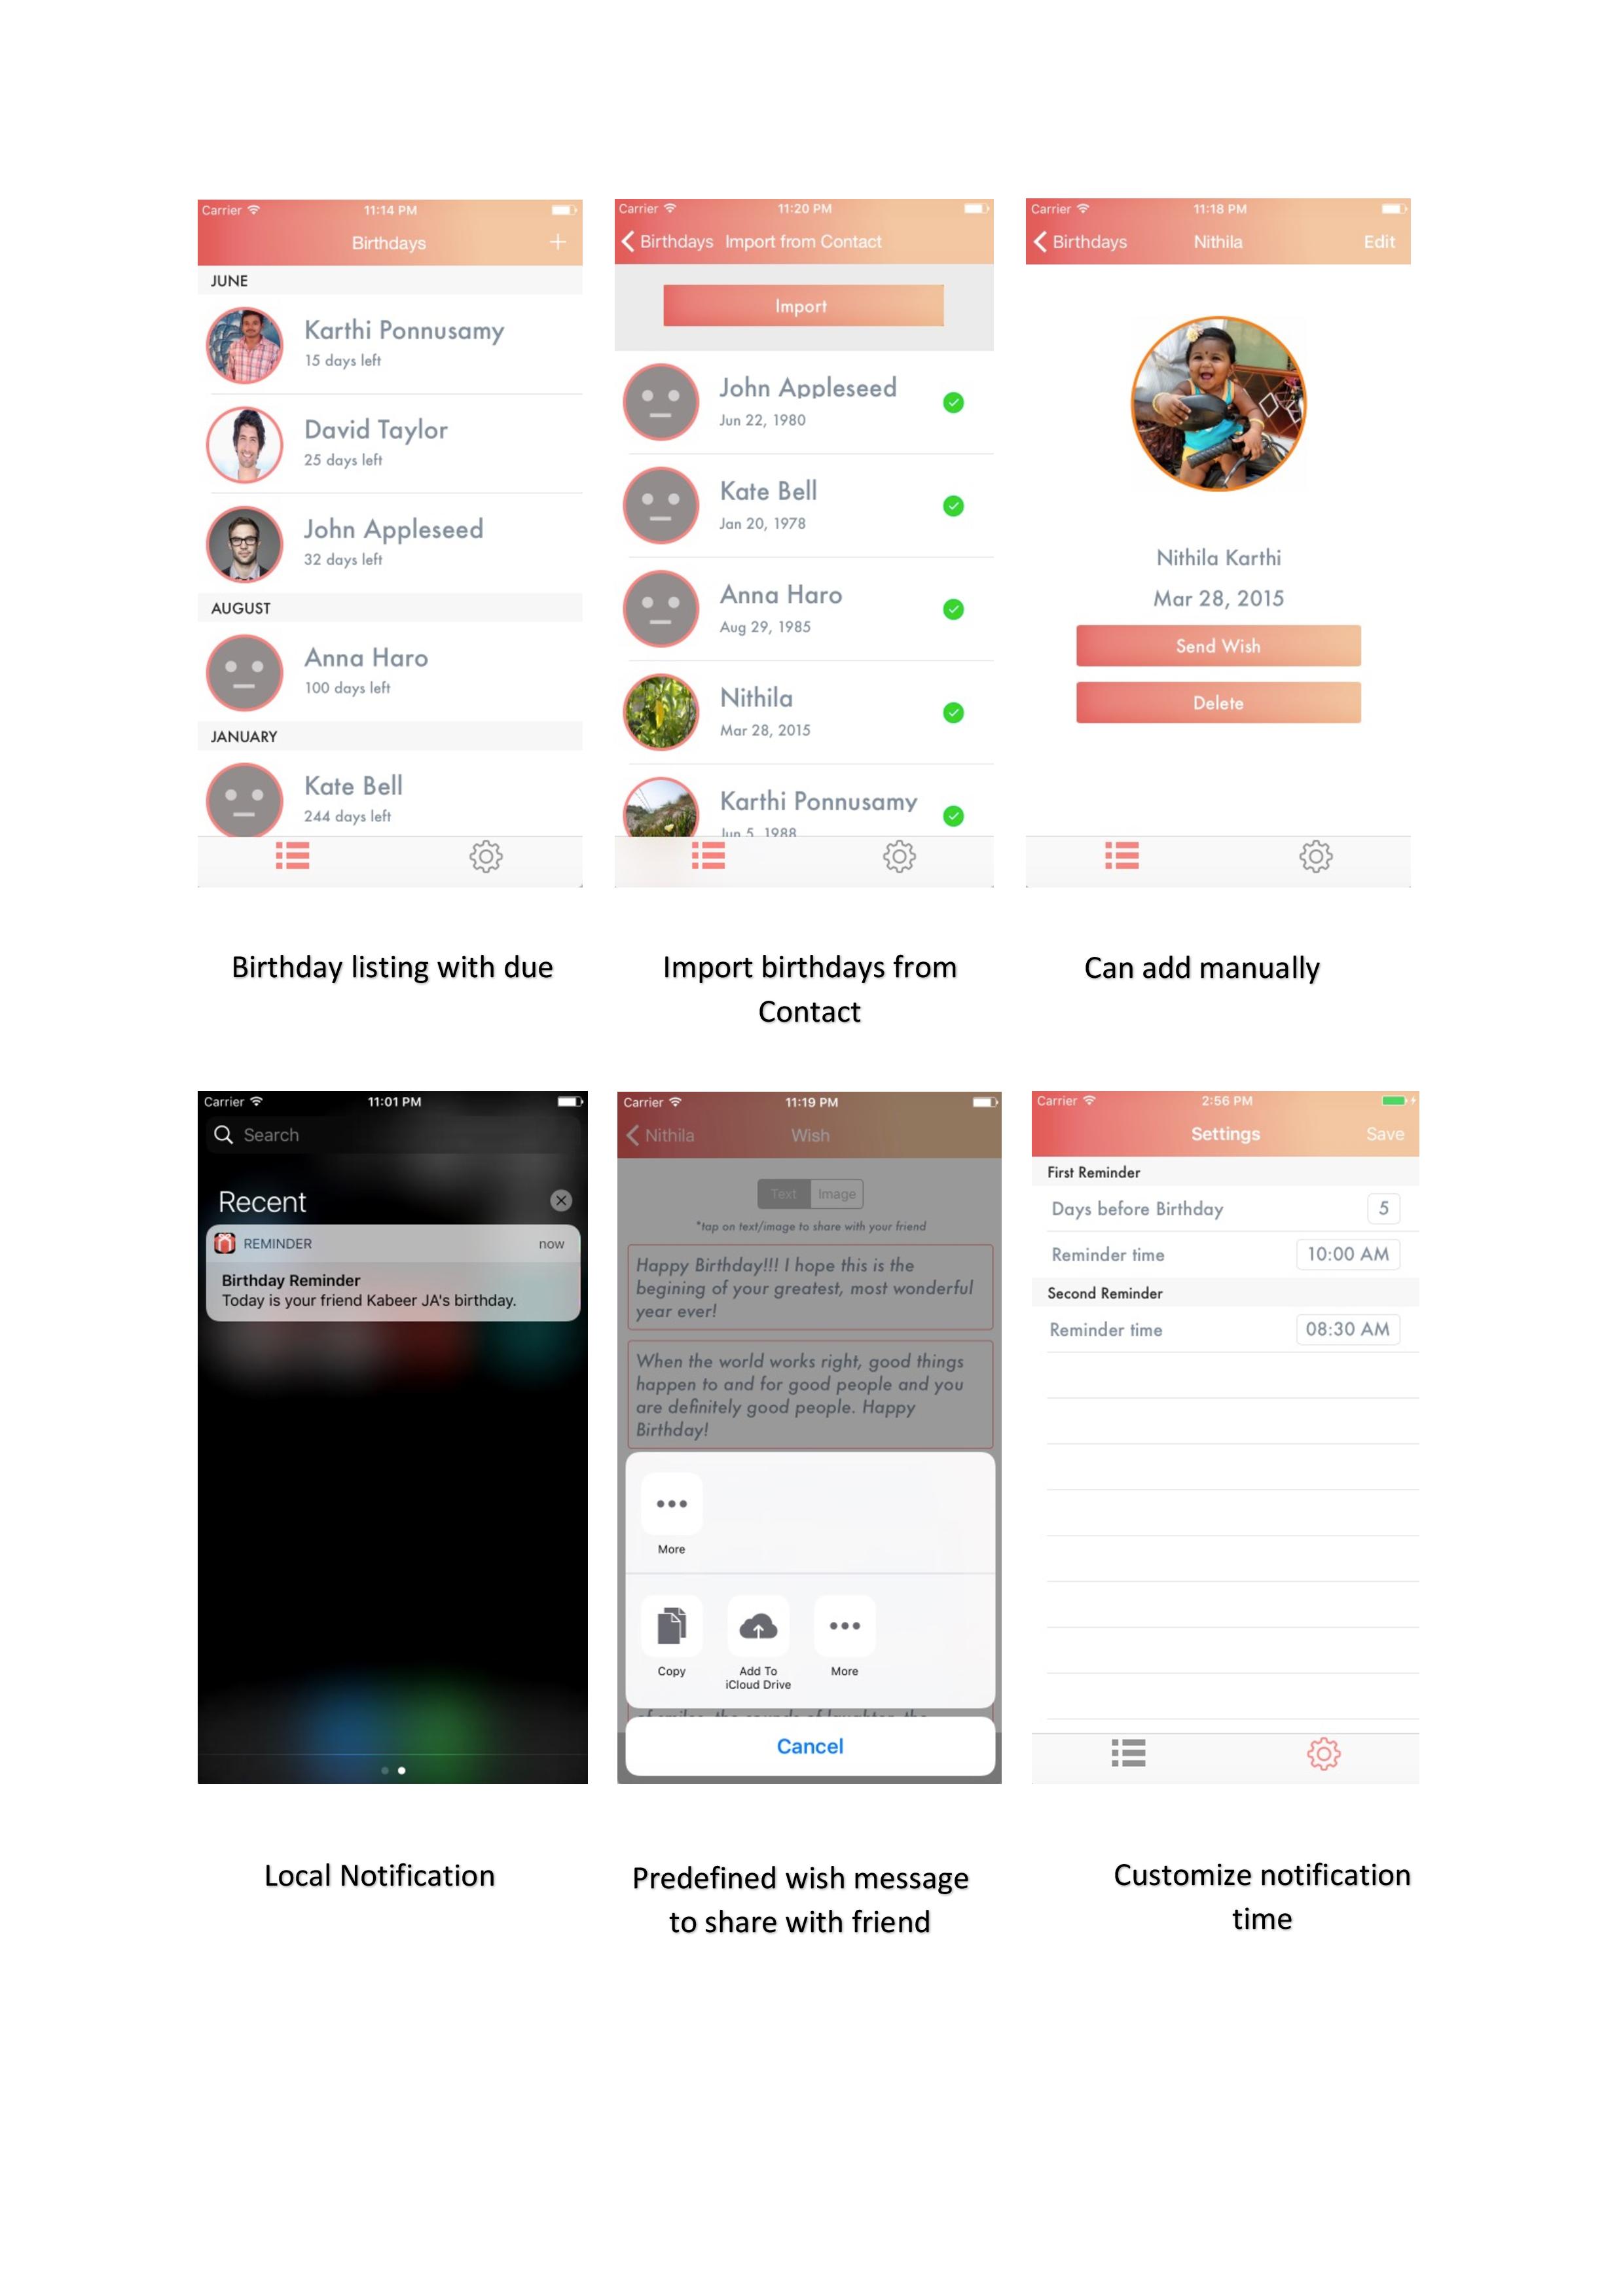 Carrier 11:14 PM
Birthdays +
JUNE
Karthi Ponnusamy
15 days left
David Taylor
25 days left
John Appleseed
32 days left
AUGUST
Anna Haro
100 days left
JANUARY
Kate Bell
244 days left
Birthday listing with due
Carrier 11:20 PM
Birthdays Import from Contact
Import
John Appleseed
Jun 22, 1980
Kate Bell
Jan 20, 1978
Anna Haro
Aug 29, 1985
Nithila
Mar 28, 2015
Karthi Ponnusamy
Jun 5, 1988
Import birthdays from
Contact
Carrier 11:18 PM
Birthdays Nithila Edit
Nithila Karthi
Mar 28, 2015
Send Wish
Delete
Can add manually
Carrier 11:01 PM
Search
Recent
REMINDER now
Birthday Reminder
Today is your friend Kabeer JA's birthday.
Local Notification
Carrier 11:19 PM
Nithila Wish
Text Image
*tap on text/image to share with your friend
Happy Birthday!!! I hope this is the
begining of your greatest, most wonderful
year ever!
When the world works right, good things
happen to and for good people and you
are definitely good people. Happy
Birthday!
More
Copy Add To More
iCloud Drive
of smiles, the sounds of laughter, the
Cancel
Predefined wish message
to share with friend
Carrier 2:56 PM
Settings Save
First Reminder
Days before Birthday 5
Reminder time 10:00 AM
Second Reminder
Reminder time 08:30 AM
Customize notification
time